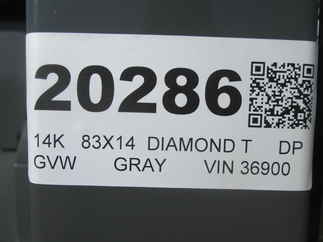 20286
14K 83X14 DIAMOND T DP
GVW GRAY VIN 36900